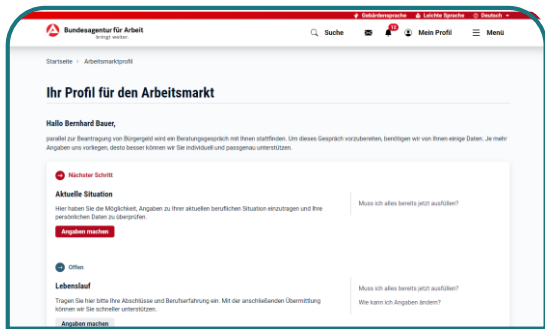 Gebärdensprache Leichte Sprache Deutsch
Bundesagentur für Arbeit
bringt weiter.
Suche Mein Profil Menü
Startseite Arbeitsmarktprofil
Ihr Profil für den Arbeitsmarkt
Hallo Bernhard Bauer,
parallel zur Beantragung von Bürgergeld wird ein Beratungsgespräch mit Ihnen stattfinden. Um dieses Gespräch vorzubereiten, benötigen wir von Ihnen einige Daten. Je mehr
Angaben uns vorliegen, desto besser können wir Sie individuell und passgenau unterstützen.
Nächster Schritt
Aktuelle Situation
Hier haben Sie die Möglichkeit, Angaben zu Ihrer aktuellen beruflichen Situation einzutragen und Ihre
persönlichen Daten zu überprüfen.
Muss ich alles bereits jetzt ausfüllen?
Angaben machen
Offen
Lebenslauf
Tragen Sie hier bitte Ihre Abschlüsse und Berufserfahrung ein. Mit der anschließenden Übermittlung
können wir Sie schneller unterstützen.
Muss ich alles bereits jetzt ausfüllen?
Wie kann ich Angaben ändern?
Angaben machen